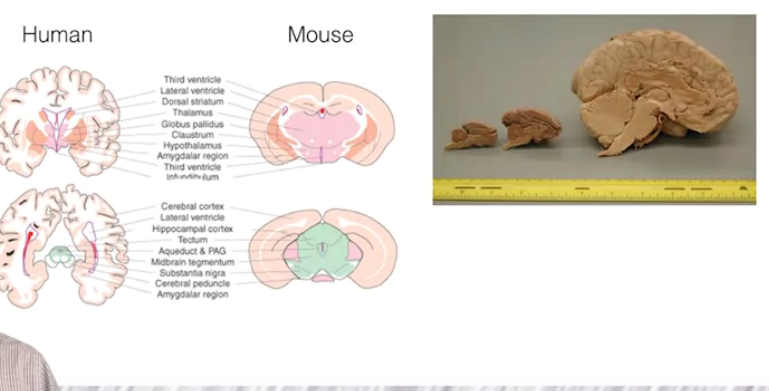 Human
Mouse
Third ventricle
Lateral ventricle
Dorsal striatum
Thalamus
Globus pallidus
Claustrum
Hypothalamus
Amygdalar region
Third ventricle
Infundibulum
Cerebral cortex
Lateral ventricle
Hippocampal cortex
Tectum
Aqueduct & PAG
Midbrain tegmentum
Substantia nigra
Cerebral peduncle
Amygdalar region